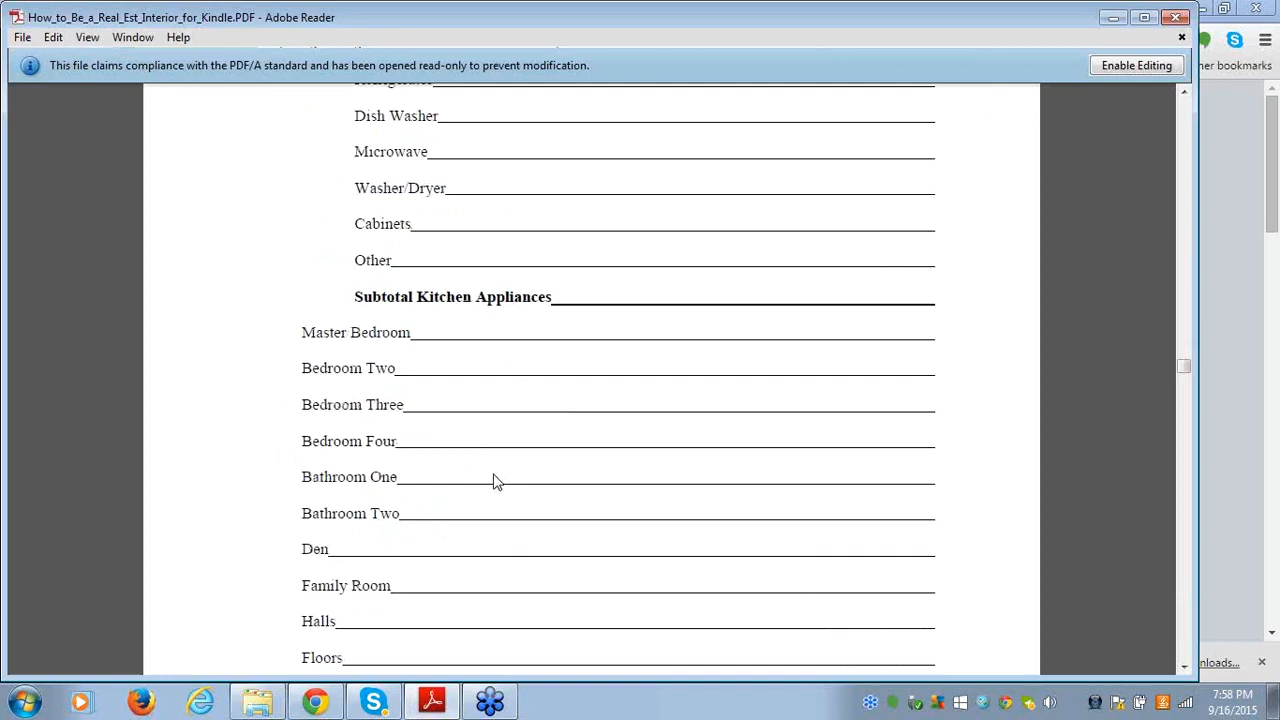 How_to_Be_a_Real_Est_Interior_for_Kindle.PDF - Adobe Reader
File Edit View Window Help
This file claims compliance with the PDF/A standard and has been opened read-only to prevent modification.
Enable Editing
her bookmarks
Dish Washer
Microwave
Washer/Dryer
Cabinets
Other
Subtotal Kitchen Appliances
Master Bedroom
Bedroom Two
Bedroom Three
Bedroom Four
Bathroom One
Bathroom Two
Den
Family Room
Halls
Floors
nloads...
7:58 PM
9/16/2015